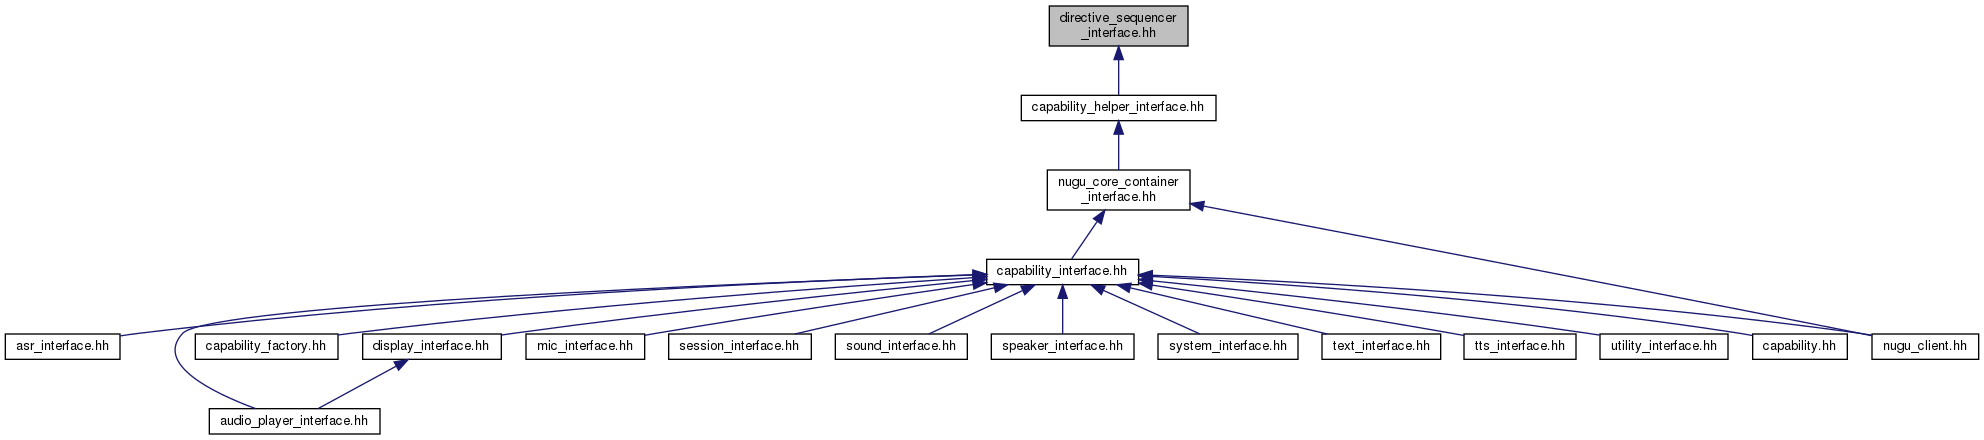 directive_sequencer
_interface.hh
capability_helper_interface.hh
nugu_core_container
_interface.hh
capability_interface.hh
asr_interface.hh
capability_factory.hh
display_interface.hh
mic_interface.hh
session_interface.hh
sound_interface.hh
speaker_interface.hh
system_interface.hh
text_interface.hh
tts_interface.hh
utility_interface.hh
capability.hh
nugu_client.hh
audio_player_interface.hh